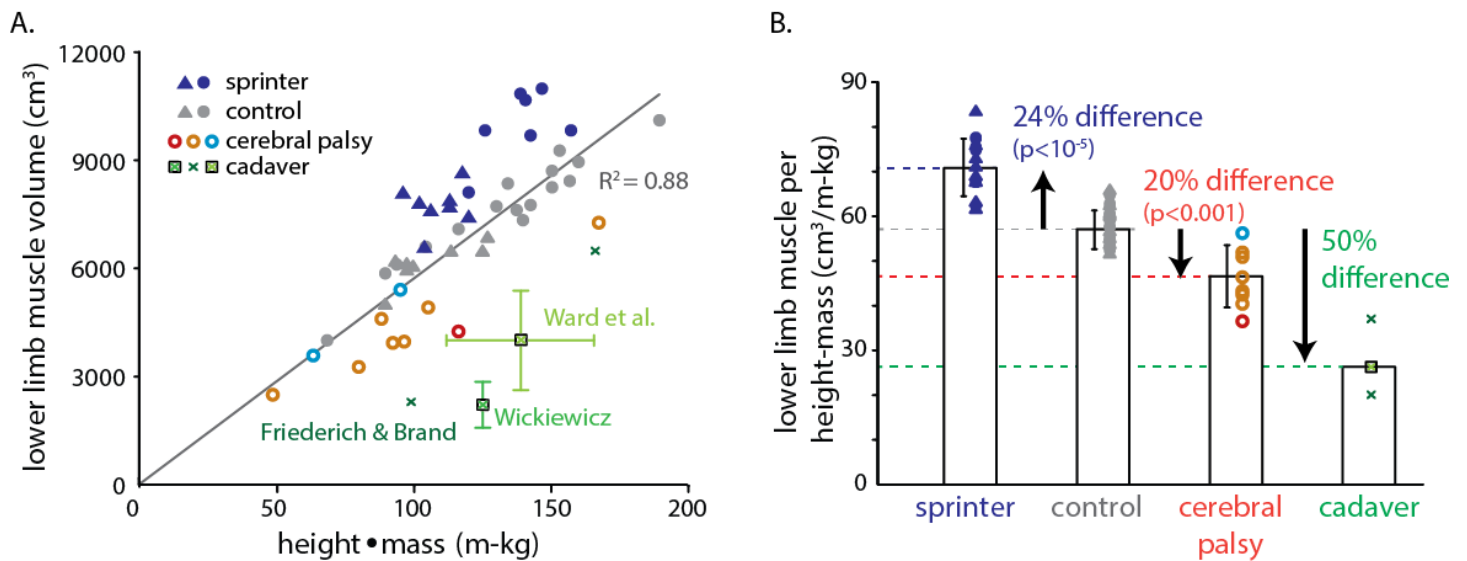 A.
lower limb muscle volume (cm³)
12000
9000
6000
3000
0
sprinter
control
cerebral palsy
cadaver
R² = 0.88
Ward et al.
Wickiewicz
Friederich & Brand
0
50
100
150
200
height•mass (m-kg)
B.
lower limb muscle per
height-mass (cm³/m-kg)
90
60
30
0
24% difference
(p<10⁻⁵)
20% difference
(p<0.001)
50%
difference
sprinter
control
cerebral
palsy
cadaver